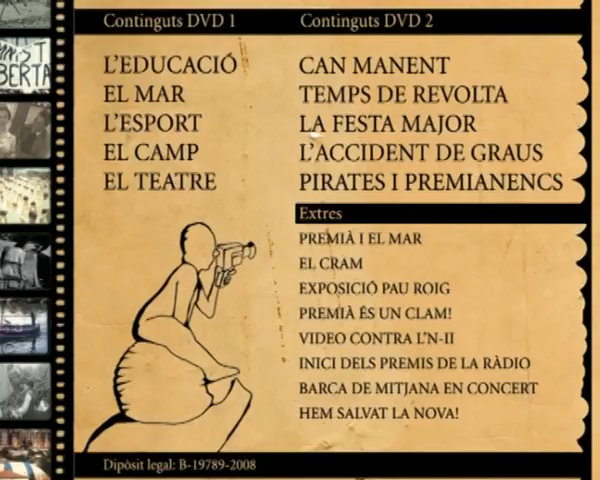 Continguts DVD 1
L'EDUCACIÓ
EL MAR
L'ESPORT
EL CAMP
EL TEATRE
Continguts DVD 2
CAN MANENT
TEMPS DE REVOLTA
LA FESTA MAJOR
L'ACCIDENT DE GRAUS
PIRATES I PREMIANENCS
Extres
PREMIÀ I EL MAR
EL CRAM
EXPOSICIÓ PAU ROIG
PREMIÀ ÉS UN CLAM!
VIDEO CONTRA L'N-II
INICI DELS PREMIS DE LA RÀDIO
BARCA DE MITJANA EN CONCERT
HEM SALVAT LA NOVA!
Dipòsit legal: B-19789-2008